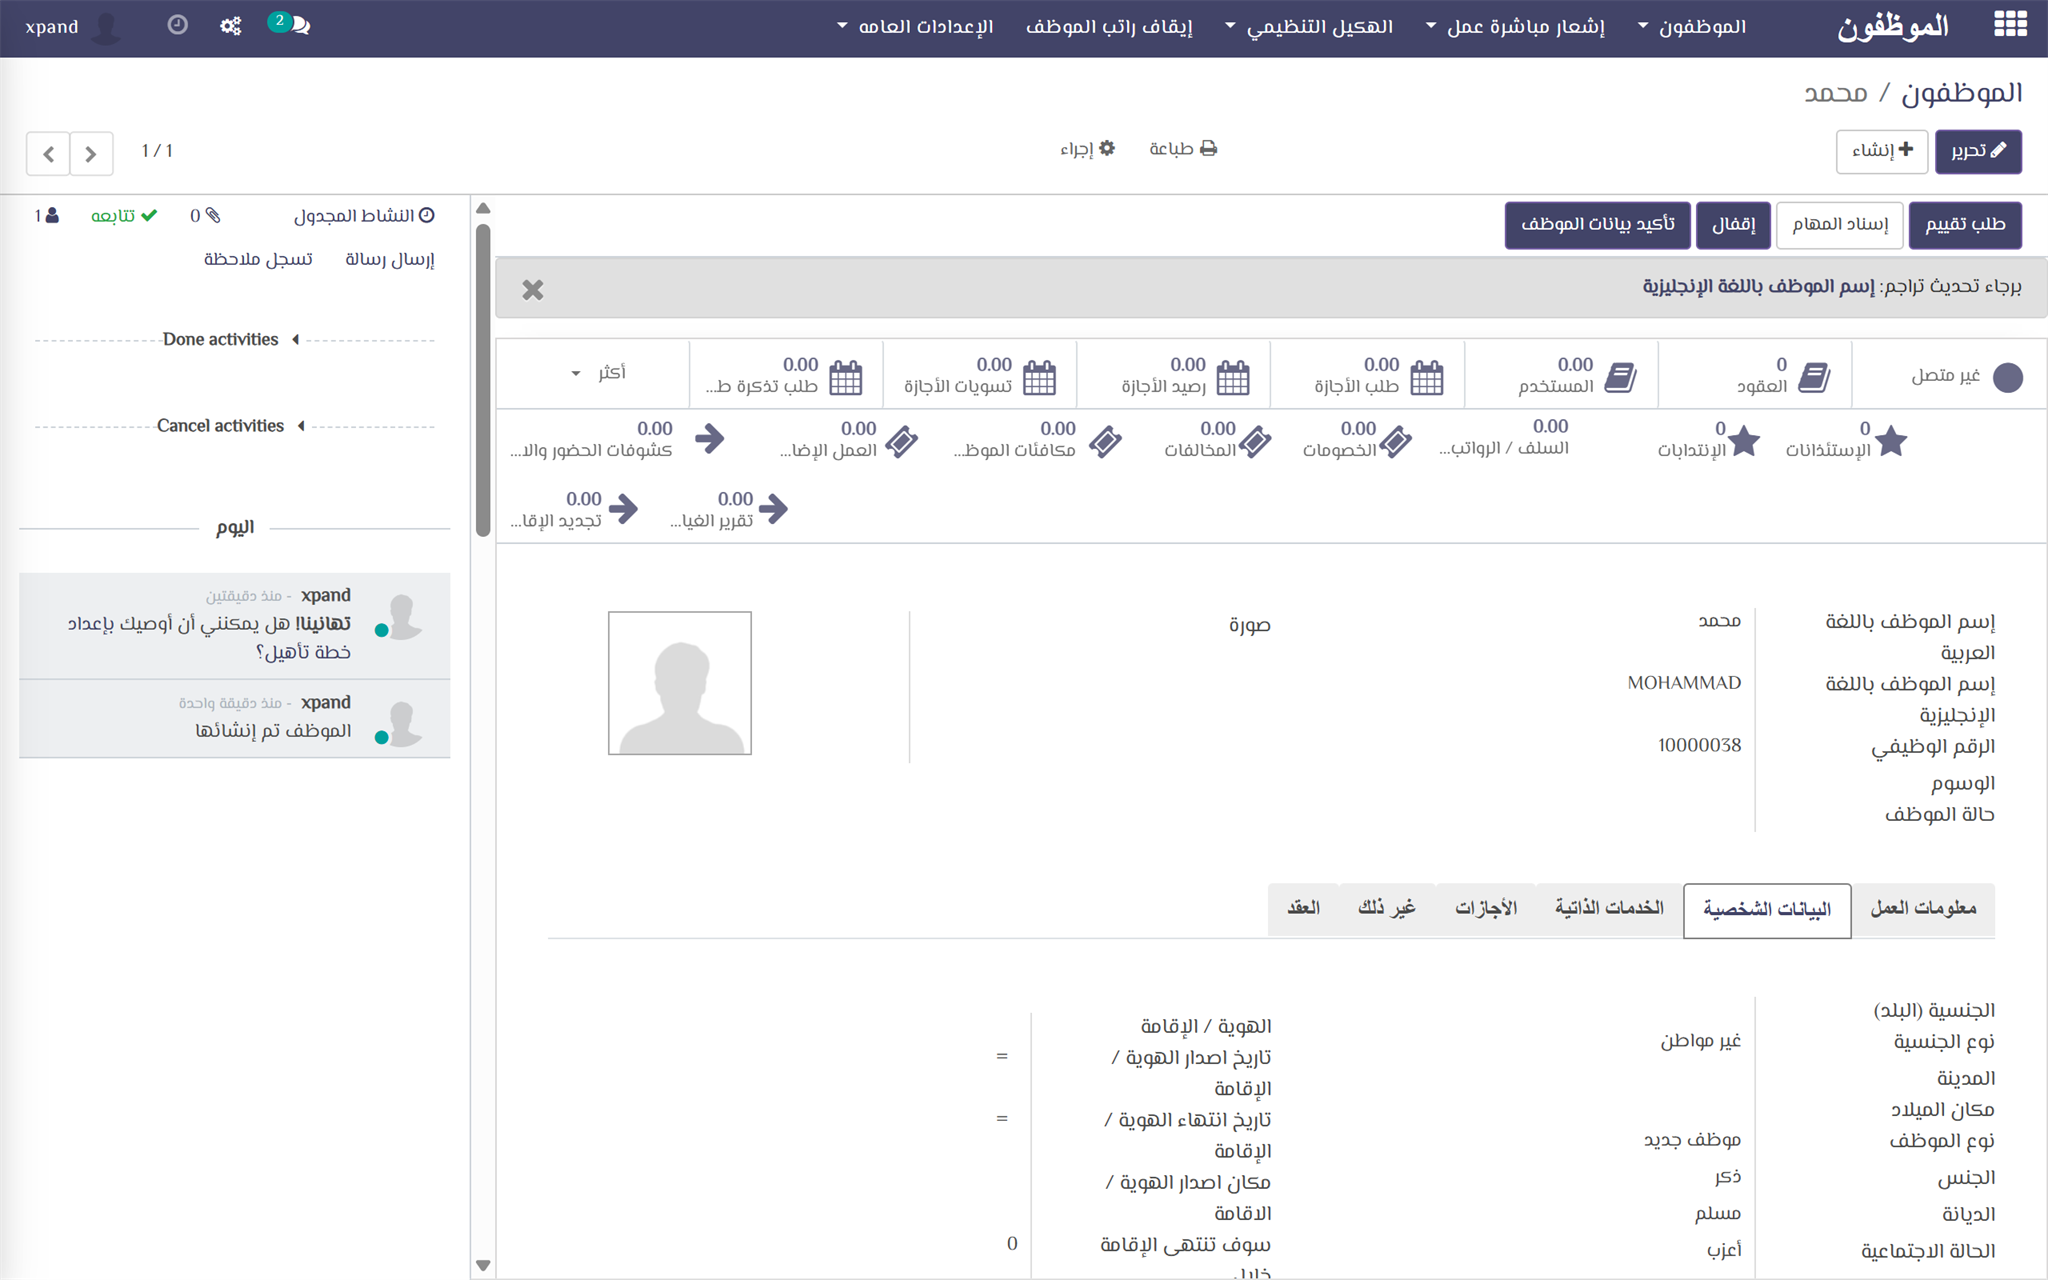 الموظفون
الموظفون
إشعار مباشرة عمل
الهكيل التنظيمي
إيقاف راتب الموظف
الإعدادات العامه
2
xpand
الموظفون / محمد
تحرير
إنشاء
طباعة
إجراء
1 / 1
طلب تقييم
إسناد المهام
إقفال
تأكيد بيانات الموظف
برجاء تحديث تراجم: إسم الموظف باللغة الإنجليزية
غير متصل
0
العقود
0.00
المستخدم
0.00
طلب الأجازة
0.00
رصيد الأجازة
0.00
تسويات الأجازة
0.00
طلب تذكرة ط...
أكثر
0
الإستئذانات
0
الإنتدابات
0.00
السلف / الرواتب...
0.00
الخصومات
0.00
المخالفات
0.00
مكافئات الموظ...
0.00
العمل الإضا...
0.00
كشوفات الحضور والا...
0.00
تقرير الغيا...
0.00
تجديد الإقا...
إسم الموظف باللغة العربية
محمد
إسم الموظف باللغة الإنجليزية
MOHAMMAD
الرقم الوظيفي
10000038
الوسوم
حالة الموظف
صورة
معلومات العمل
البيانات الشخصية
الخدمات الذاتية
الأجازات
غير ذلك
العقد
الجنسية (البلد)
نوع الجنسية
غير مواطن
المدينة
مكان الميلاد
نوع الموظف
موظف جديد
الجنس
ذكر
الديانة
مسلم
الحالة الاجتماعية
أعزب
الهوية / الإقامة
تاريخ اصدار الهوية /
الإقامة
=
تاريخ انتهاء الهوية /
الإقامة
=
مكان اصدار الهوية /
الاقامة
سوف تنتهى الإقامة
خلال
0
النشاط المجدول
0
تتابعه
1
إرسال رسالة
تسجل ملاحظة
Done activities
Cancel activities
اليوم
xpand - منذ دقيقتين
تهانينا! هل يمكنني أن أوصيك بإعداد
خطة تأهيل؟
xpand - منذ دقيقة واحدة
الموظف تم إنشائها